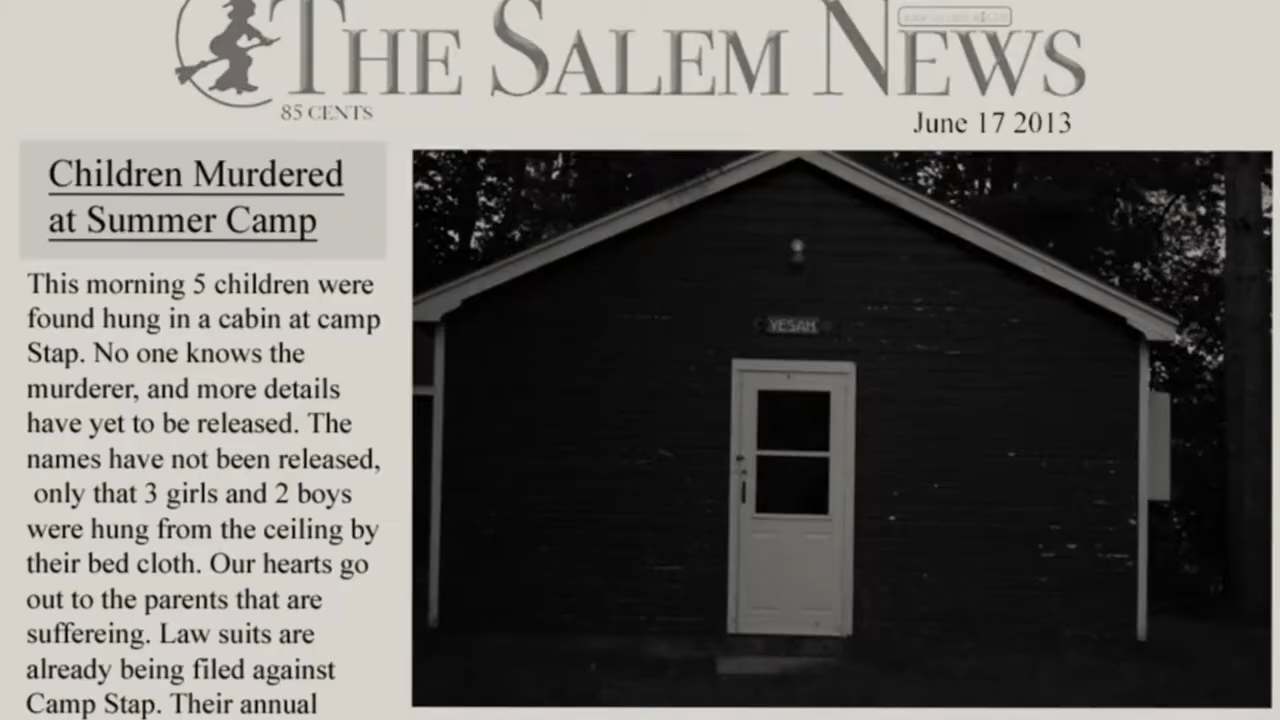 THE SALEM NEWS
85 CENTS
June 17 2013
Children Murdered
at Summer Camp
This morning 5 children were
found hung in a cabin at camp
Stap. No one knows the
murderer, and more details
have yet to be released. The
names have not been released,
only that 3 girls and 2 boys
were hung from the ceiling by
their bed cloth. Our hearts go
out to the parents that are
suffereing. Law suits are
already being filed against
Camp Stap. Their annual
YESAH